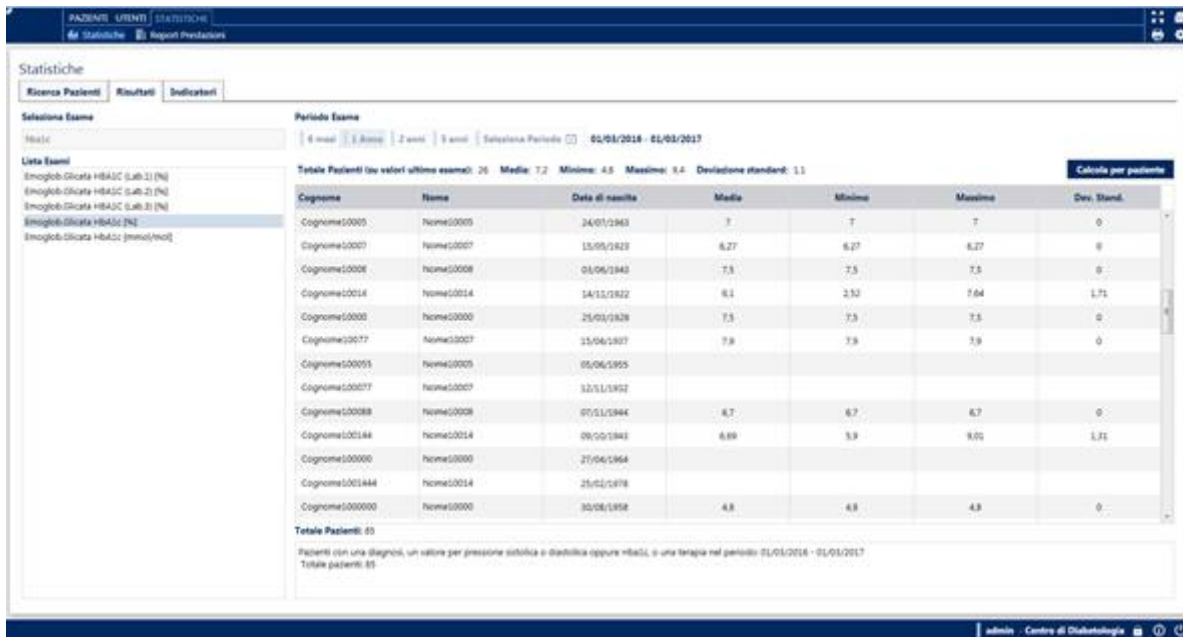 PAZIENTI UTENTI STATISTICHE
Statistiche Report Prestazioni
Statistiche
Ricerca Pazienti Risultati Indicatori
Seleziona Esame
Hba1c
Lista Esami
Emoglob.Glicata HBA1C (Lab.1) [%]
Emoglob.Glicata HBA1C (Lab.2) [%]
Emoglob.Glicata HBA1C (Lab.3) [%]
Emoglob.Glicata HbA1c [%]
Emoglob.Glicata HbA1c [mmol/mol]
Periodo Esame
6 mesi 1 Anno 2 anni 5 anni Seleziona Periodo 01/03/2016 - 01/03/2017
Totale Pazienti (su valori ultimo esame): 26 Media: 7,2 Minimo: 4,8 Massimo: 9,4 Deviazione standard: 1,1
Calcola per paziente
Cognome Nome Data di nascita Media Minimo Massimo Dev. Stand.
Cognome10005 Nome10005 24/07/1943 7 7 7 0
Cognome10007 Nome10007 15/05/1923 6,27 6,27 6,27 0
Cognome10008 Nome10008 03/06/1940 7,5 7,5 7,5 0
Cognome10014 Nome10014 14/11/1922 6,1 2,52 7,64 1,71
Cognome10000 Nome10000 25/03/1928 7,5 7,5 7,5 0
Cognome10077 Nome10007 15/06/1937 7,9 7,9 7,9 0
Cognome100055 Nome10005 05/06/1955
Cognome100077 Nome10007 12/11/1932
Cognome100088 Nome10008 07/11/1944 6,7 6,7 6,7 0
Cognome100144 Nome10014 09/10/1943 6,69 5,9 9,01 1,31
Cognome100000 Nome10000 27/04/1964
Cognome1001444 Nome10014 25/02/1978
Cognome1000000 Nome10000 30/08/1958 4,8 4,8 4,8 0
Totale Pazienti: 85
Pazienti con una diagnosi, un valore per pressione sistolica o diastolica oppure HbA1c, o una terapia nel periodo: 01/03/2016 - 01/03/2017
Totale pazienti: 85
admin - Centro di Diabetologia